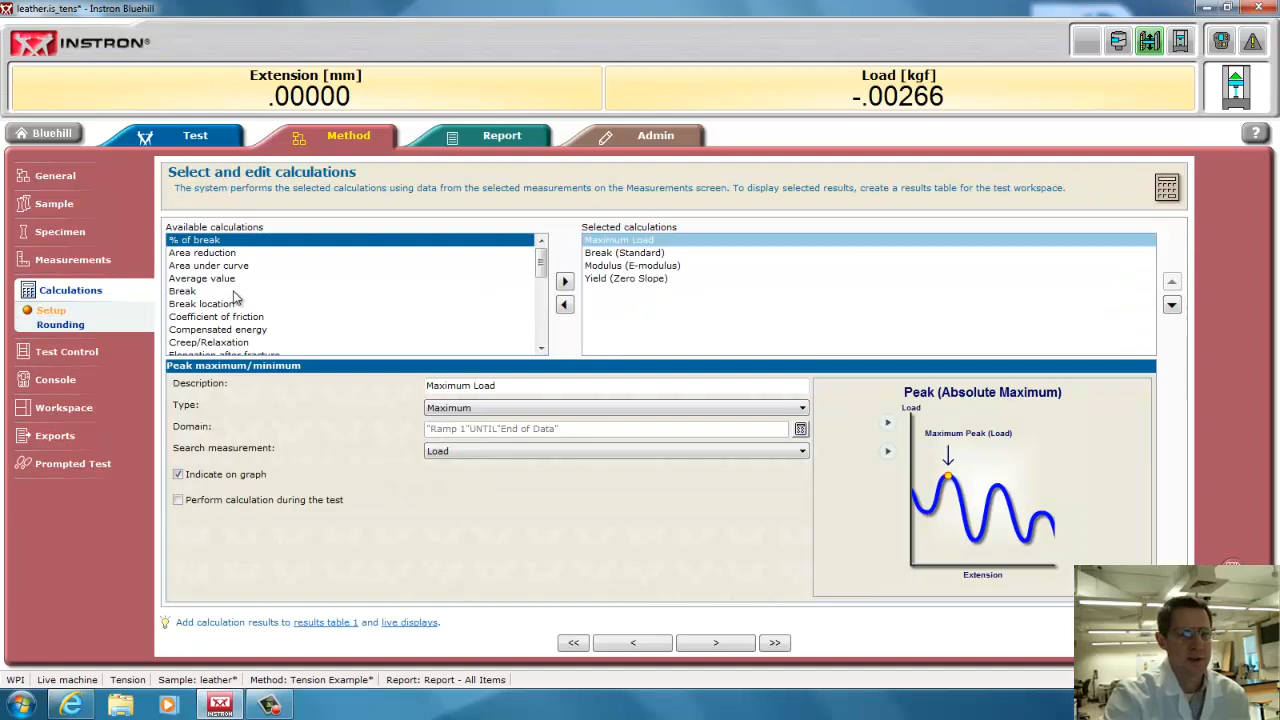 leather.is_tens* - Instron Bluehill
INSTRON®
Extension [mm]
.00000
Load [kgf]
-.00266
Bluehill
Test
Method
Report
Admin
?
General
Sample
Specimen
Measurements
Calculations
Setup
Rounding
Test Control
Console
Workspace
Exports
Prompted Test
Select and edit calculations
The system performs the selected calculations using data from the selected measurements on the Measurements screen. To display selected results, create a results table for the test workspace.
Available calculations
% of break
Area reduction
Area under curve
Average value
Break
Break location
Coefficient of friction
Compensated energy
Creep/Relaxation
Elongation after fracture
Selected calculations
Maximum Load
Break (Standard)
Modulus (E-modulus)
Yield (Zero Slope)
Peak maximum/minimum
Description:
Maximum Load
Type:
Maximum
Domain:
"Ramp 1"UNTIL"End of Data"
Search measurement:
Load
Indicate on graph
Perform calculation during the test
Peak (Absolute Maximum)
Load
Maximum Peak (Load)
Extension
Add calculation results to results table 1 and live displays.
<< < > >>
WPI Live machine Tension Sample: leather* Method: Tension Example* Report: Report - All Items
INSTRON